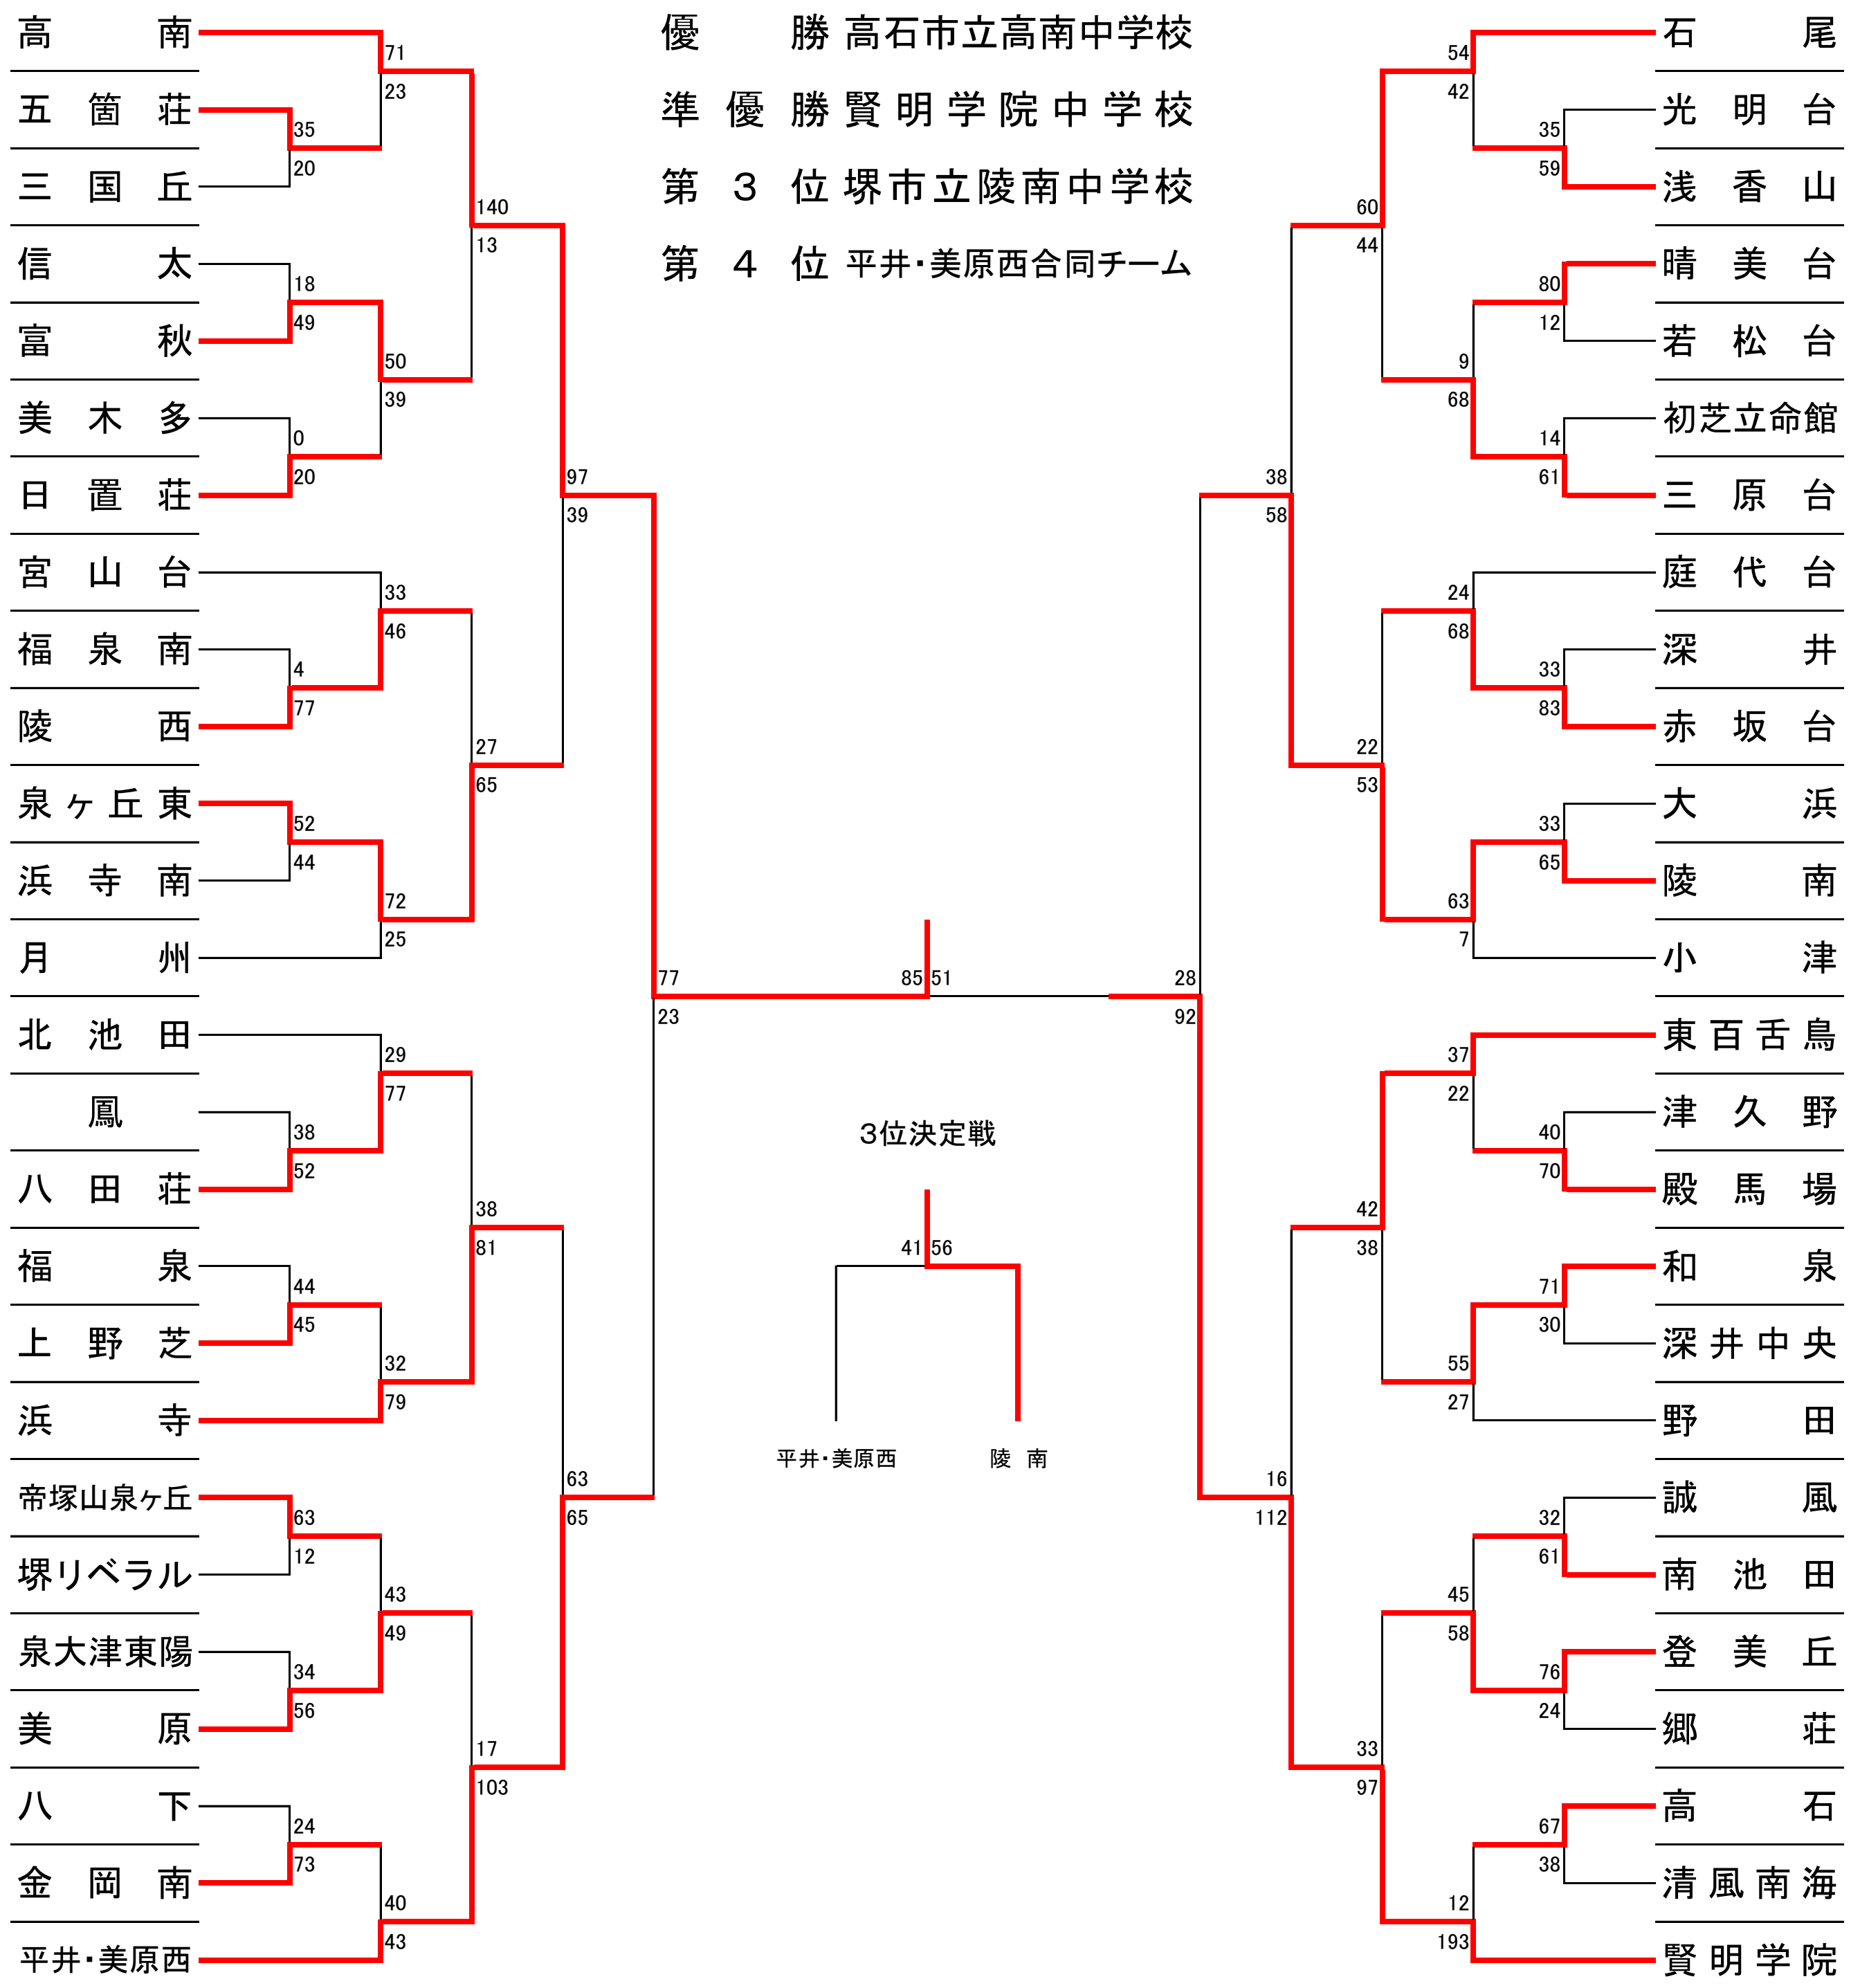 優勝 高石市立高南中学校
準優勝 賢明学院中学校
第3位 堺市立陵南中学校
第4位 平井・美原西合同チーム
高南
五箇荘
三国丘
信太
富秋
美木多
日置荘
宮山台
福泉南
陵西
泉ヶ丘東
浜寺南
月州
北池田
鳳
八田荘
福泉
上野芝
浜寺
帝塚山泉ヶ丘
堺リベラル
泉大津東陽
美原
八下
金岡南
平井・美原西
71
23
35
20
140
13
18
49
50
39
0
20
97
39
33
46
4
77
27
65
52
44
72
25
77
23
29
77
38
52
38
81
44
45
32
79
63
65
63
12
43
49
34
56
17
103
24
73
40
43
85 51
3位決定戦
41 56
平井・美原西 陵南
54
42
35
59
60
44
80
12
9
68
14
61
38
58
24
68
33
83
22
53
33
65
63
7
28
92
37
22
40
70
42
38
71
30
55
27
16
112
32
61
45
58
76
24
33
97
67
38
12
193
石尾
光明台
浅香山
晴美台
若松台
初芝立命館
三原台
庭代台
深井
赤坂台
大浜
陵南
小津
東百舌鳥
津久野
殿馬場
和泉
深井中央
野田
誠風
南池田
登美丘
郷荘
高石
清風南海
賢明学院